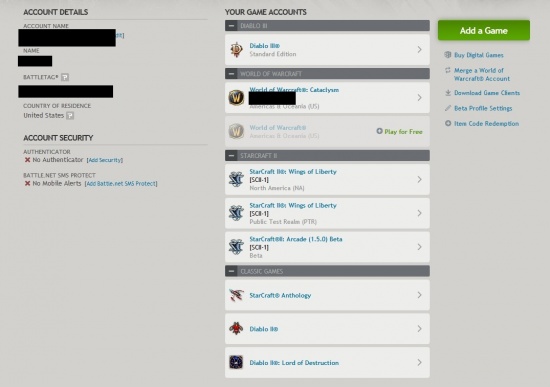 ACCOUNT DETAILS
ACCOUNT NAME
NAME
BATTLETAG®
COUNTRY OF RESIDENCE
United States
ACCOUNT SECURITY
AUTHENTICATOR
No Authenticator [Add Security]
BATTLE.NET SMS PROTECT
No Mobile Alerts [Add Battle.net SMS Protect]
YOUR GAME ACCOUNTS
DIABLO III
Diablo III®
Standard Edition
WORLD OF WARCRAFT
World of Warcraft®: Cataclysm
Americas & Oceania (US)
World of Warcraft®
Americas & Oceania (US)
Play for Free
STARCRAFT II
StarCraft II®: Wings of Liberty
[SCII-1]
North America (NA)
StarCraft II®: Wings of Liberty
[SCII-1]
Public Test Realm (PTR)
StarCraft®II: Arcade (1.5.0) Beta
[SCII-1]
Beta
CLASSIC GAMES
StarCraft® Anthology
Diablo II®
Diablo II®: Lord of Destruction
Add a Game
Buy Digital Games
Merge a World of
Warcraft® Account
Download Game Clients
Beta Profile Settings
Item Code Redemption